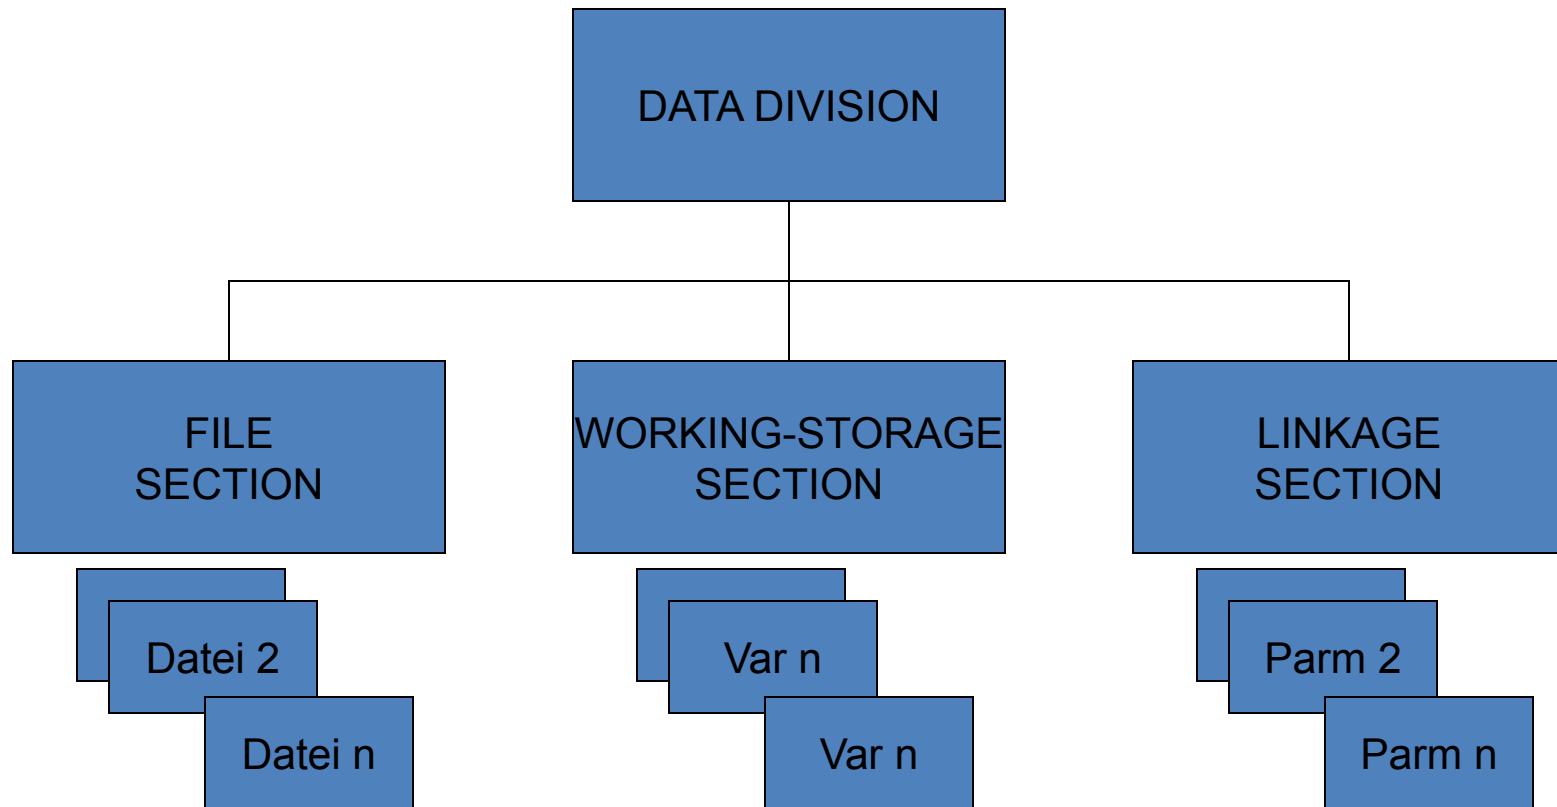 DATA DIVISION
FILE
SECTION
WORKING-STORAGE
SECTION
LINKAGE
SECTION
Datei 2
Datei n
Var n
Var n
Parm 2
Parm n